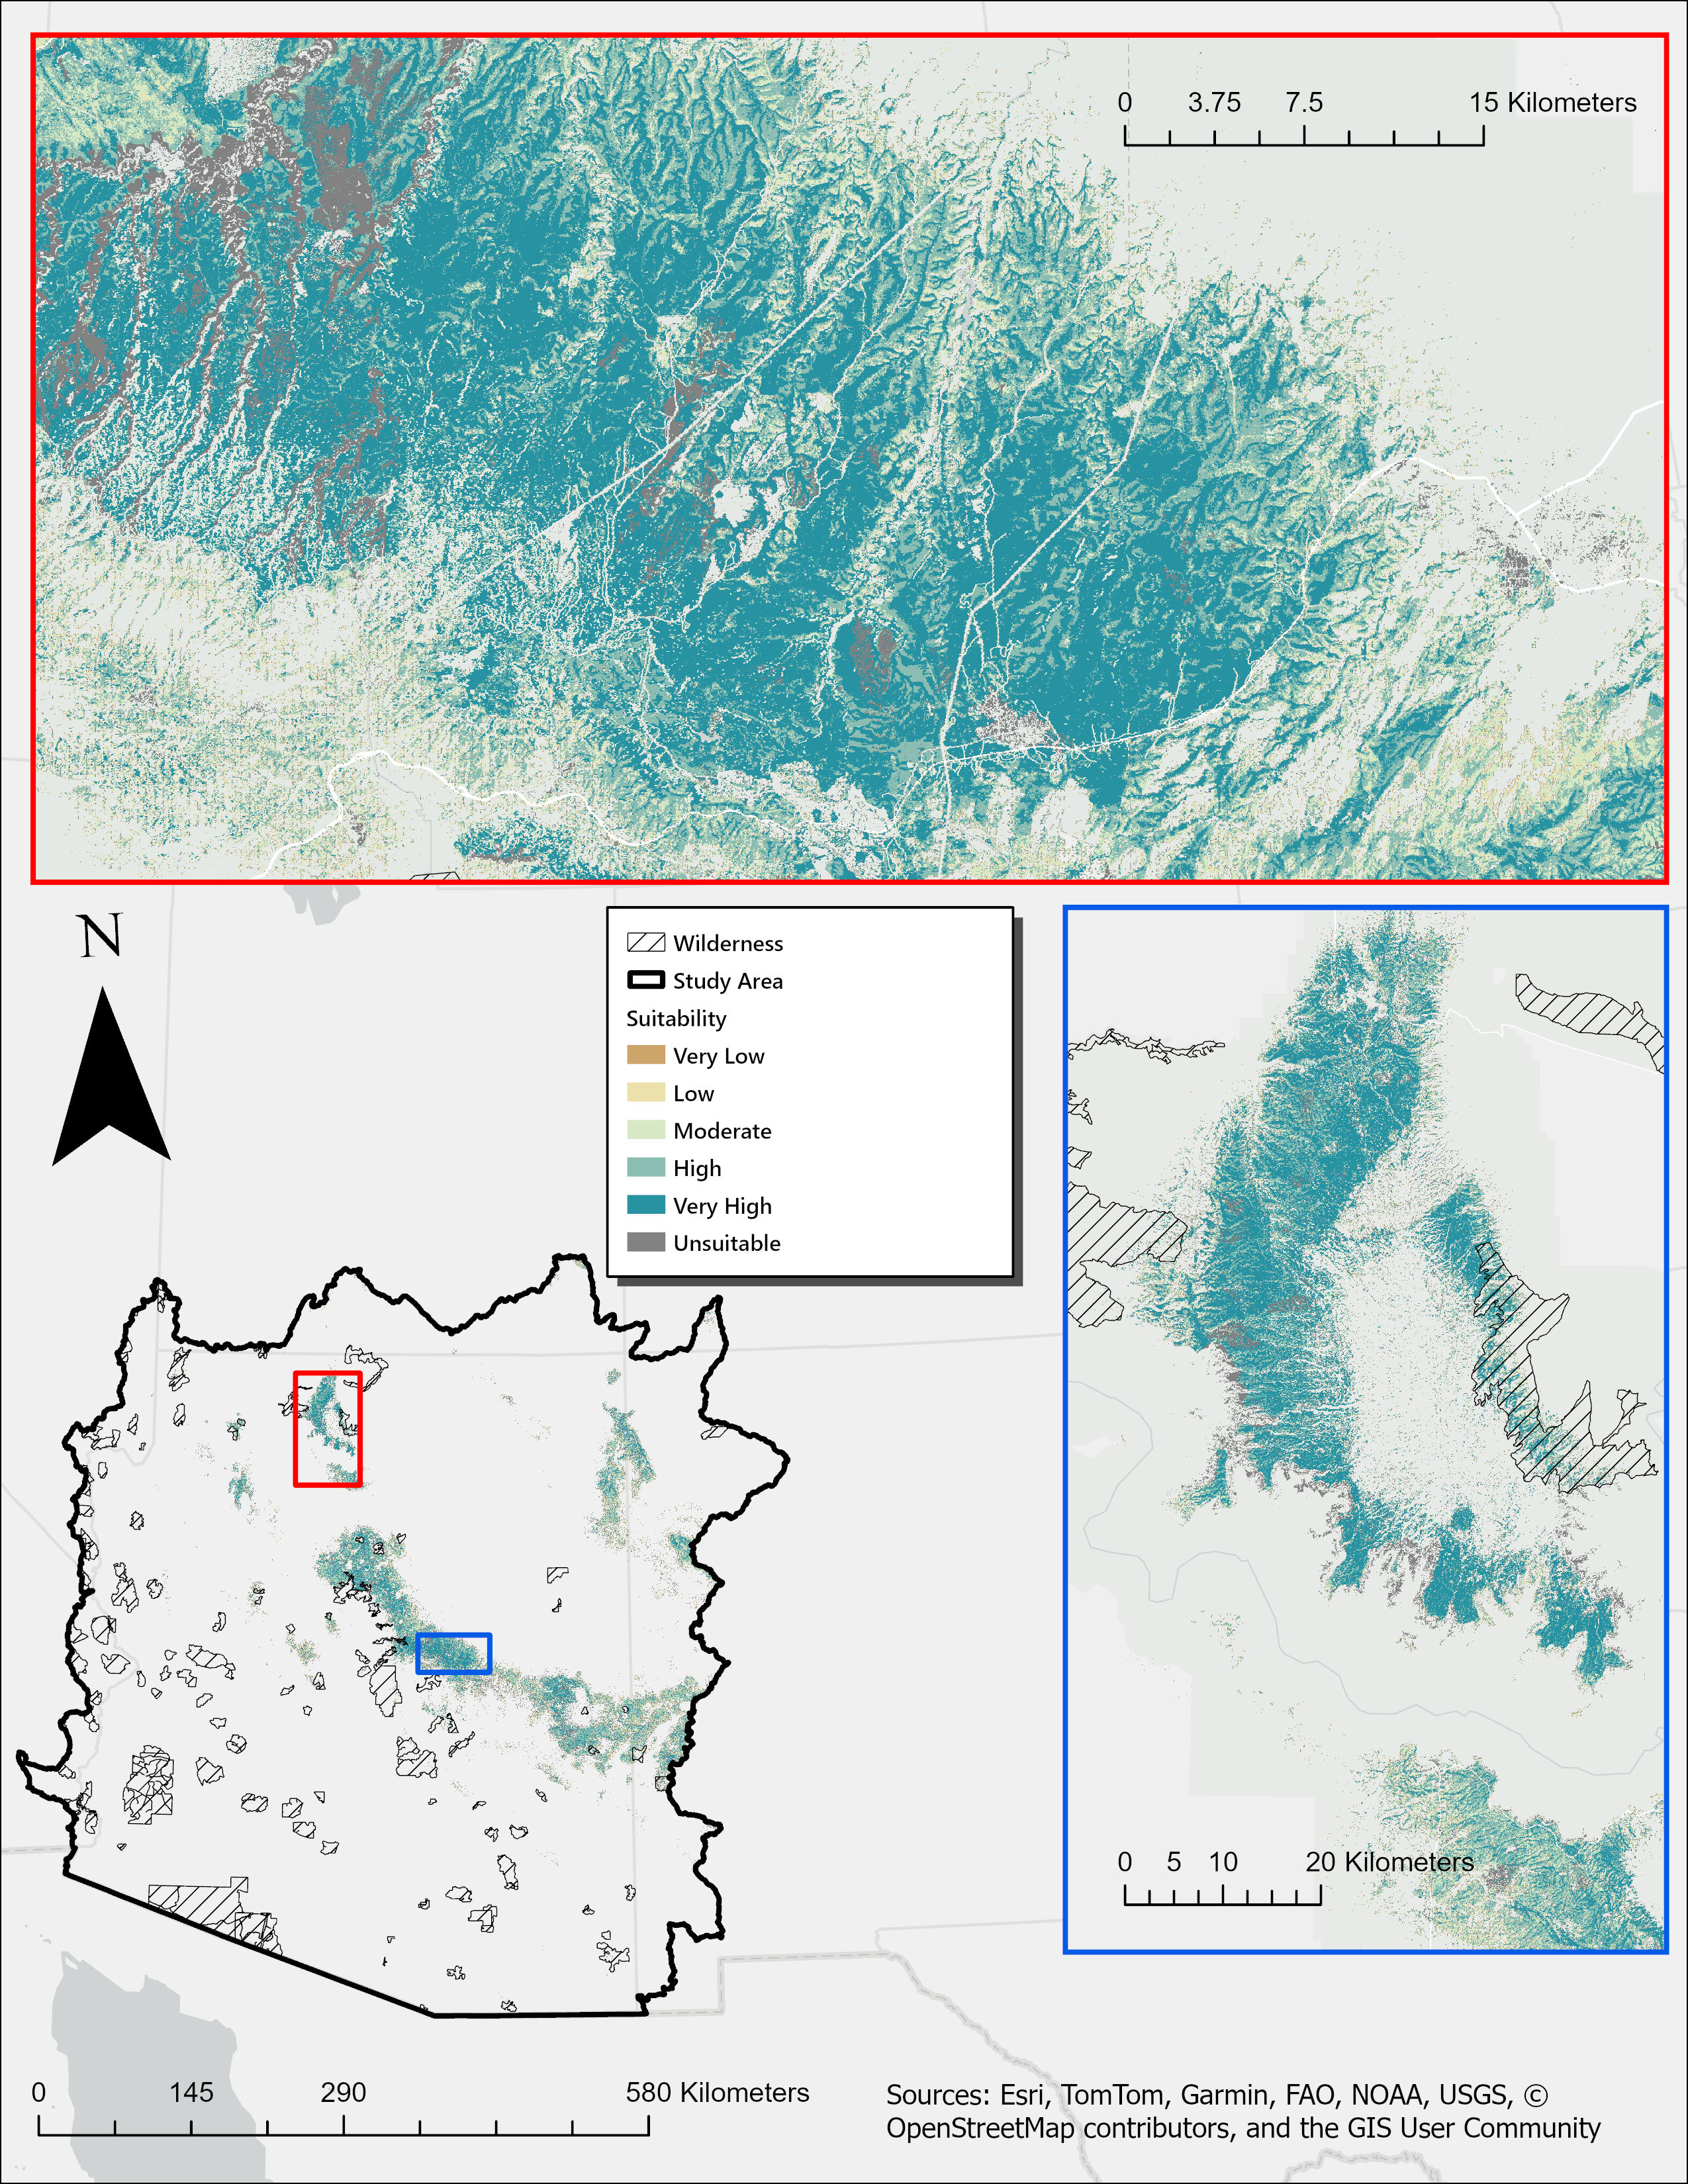 0 3.75 7.5 15 Kilometers
N
Wilderness
Study Area
Suitability
Very Low
Low
Moderate
High
Very High
Unsuitable
0 5 10 20 Kilometers
0 145 290 580 Kilometers
Sources: Esri, TomTom, Garmin, FAO, NOAA, USGS, ©
OpenStreetMap contributors, and the GIS User Community